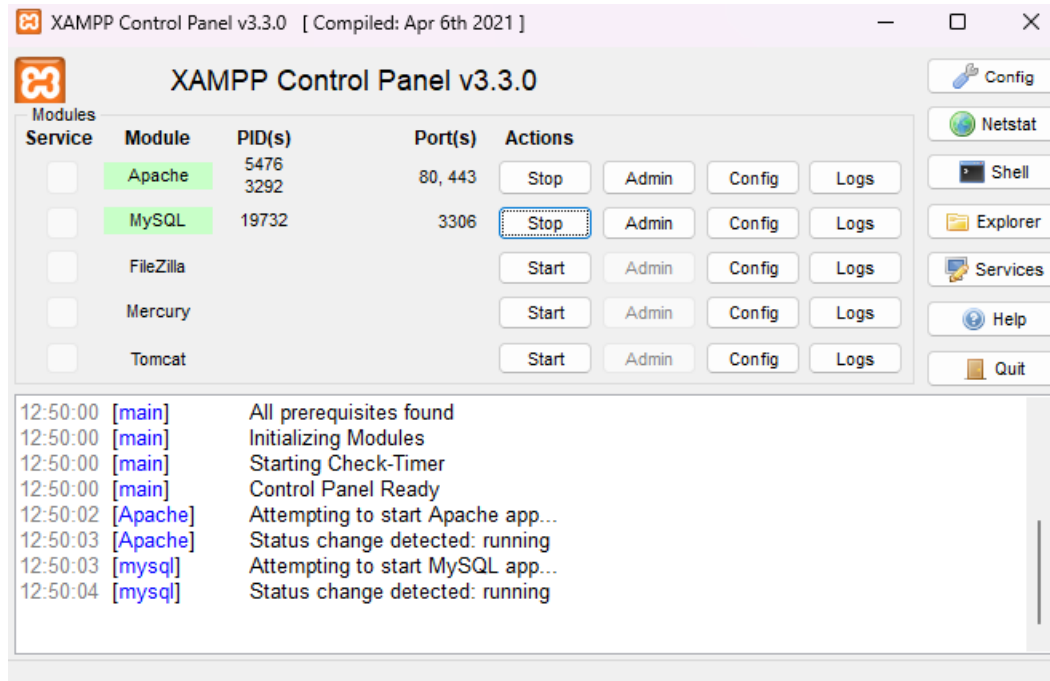 XAMPP Control Panel v3.3.0 [ Compiled: Apr 6th 2021 ]
XAMPP Control Panel v3.3.0
Config
Modules
Service Module PID(s) Port(s) Actions
Netstat
Apache 5476 3292 80, 443 Stop Admin Config Logs
Shell
MySQL 19732 3306 Stop Admin Config Logs
Explorer
FileZilla Start Admin Config Logs
Services
Mercury Start Admin Config Logs
Help
Tomcat Start Admin Config Logs
Quit
12:50:00 [main] All prerequisites found
12:50:00 [main] Initializing Modules
12:50:00 [main] Starting Check-Timer
12:50:00 [main] Control Panel Ready
12:50:02 [Apache] Attempting to start Apache app...
12:50:03 [Apache] Status change detected: running
12:50:03 [mysql] Attempting to start MySQL app...
12:50:04 [mysql] Status change detected: running